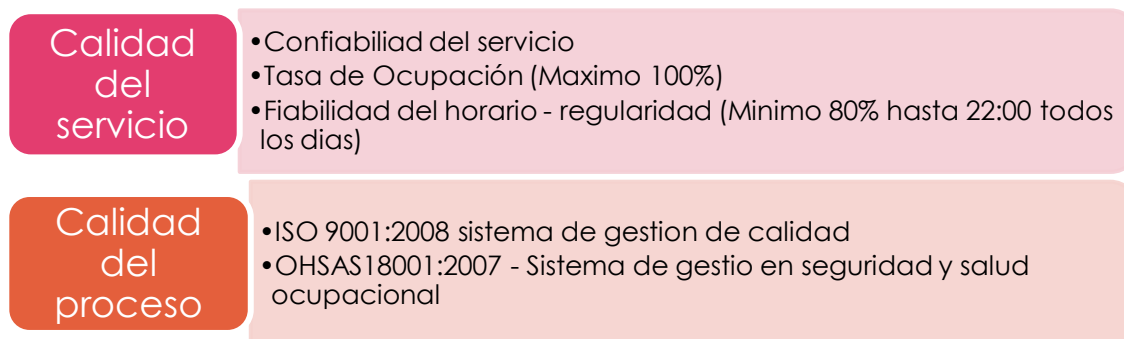 Calidad
del
servicio
•Confiabiliad del servicio
•Tasa de Ocupación (Maximo 100%)
•Fiabilidad del horario - regularidad (Minimo 80% hasta 22:00 todos
los dias)
Calidad
del
proceso
•ISO 9001:2008 sistema de gestion de calidad
•OHSAS18001:2007 - Sistema de gestio en seguridad y salud
ocupacional